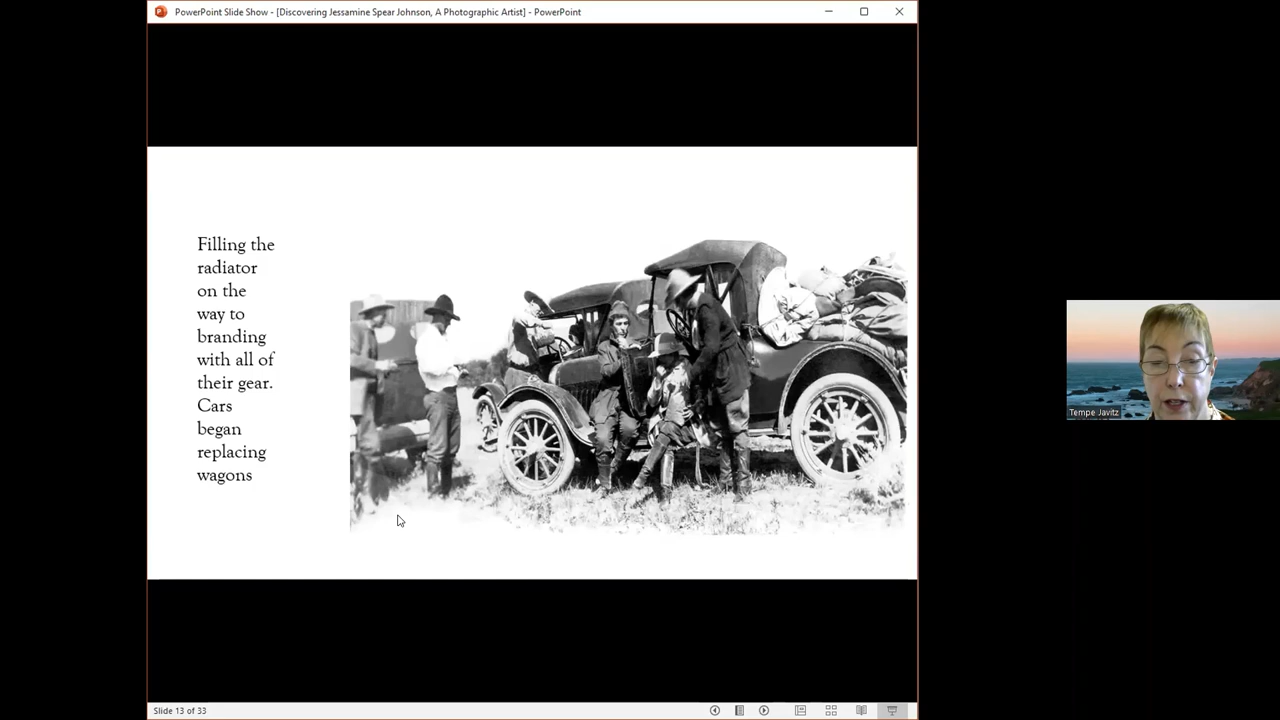 PowerPoint Slide Show - [Discovering Jessamine Spear Johnson, A Photographic Artist] - PowerPoint
Filling the
radiator
on the
way to
branding
with all of
their gear.
Cars
began
replacing
wagons
Tempe Javitz
Slide 13 of 33